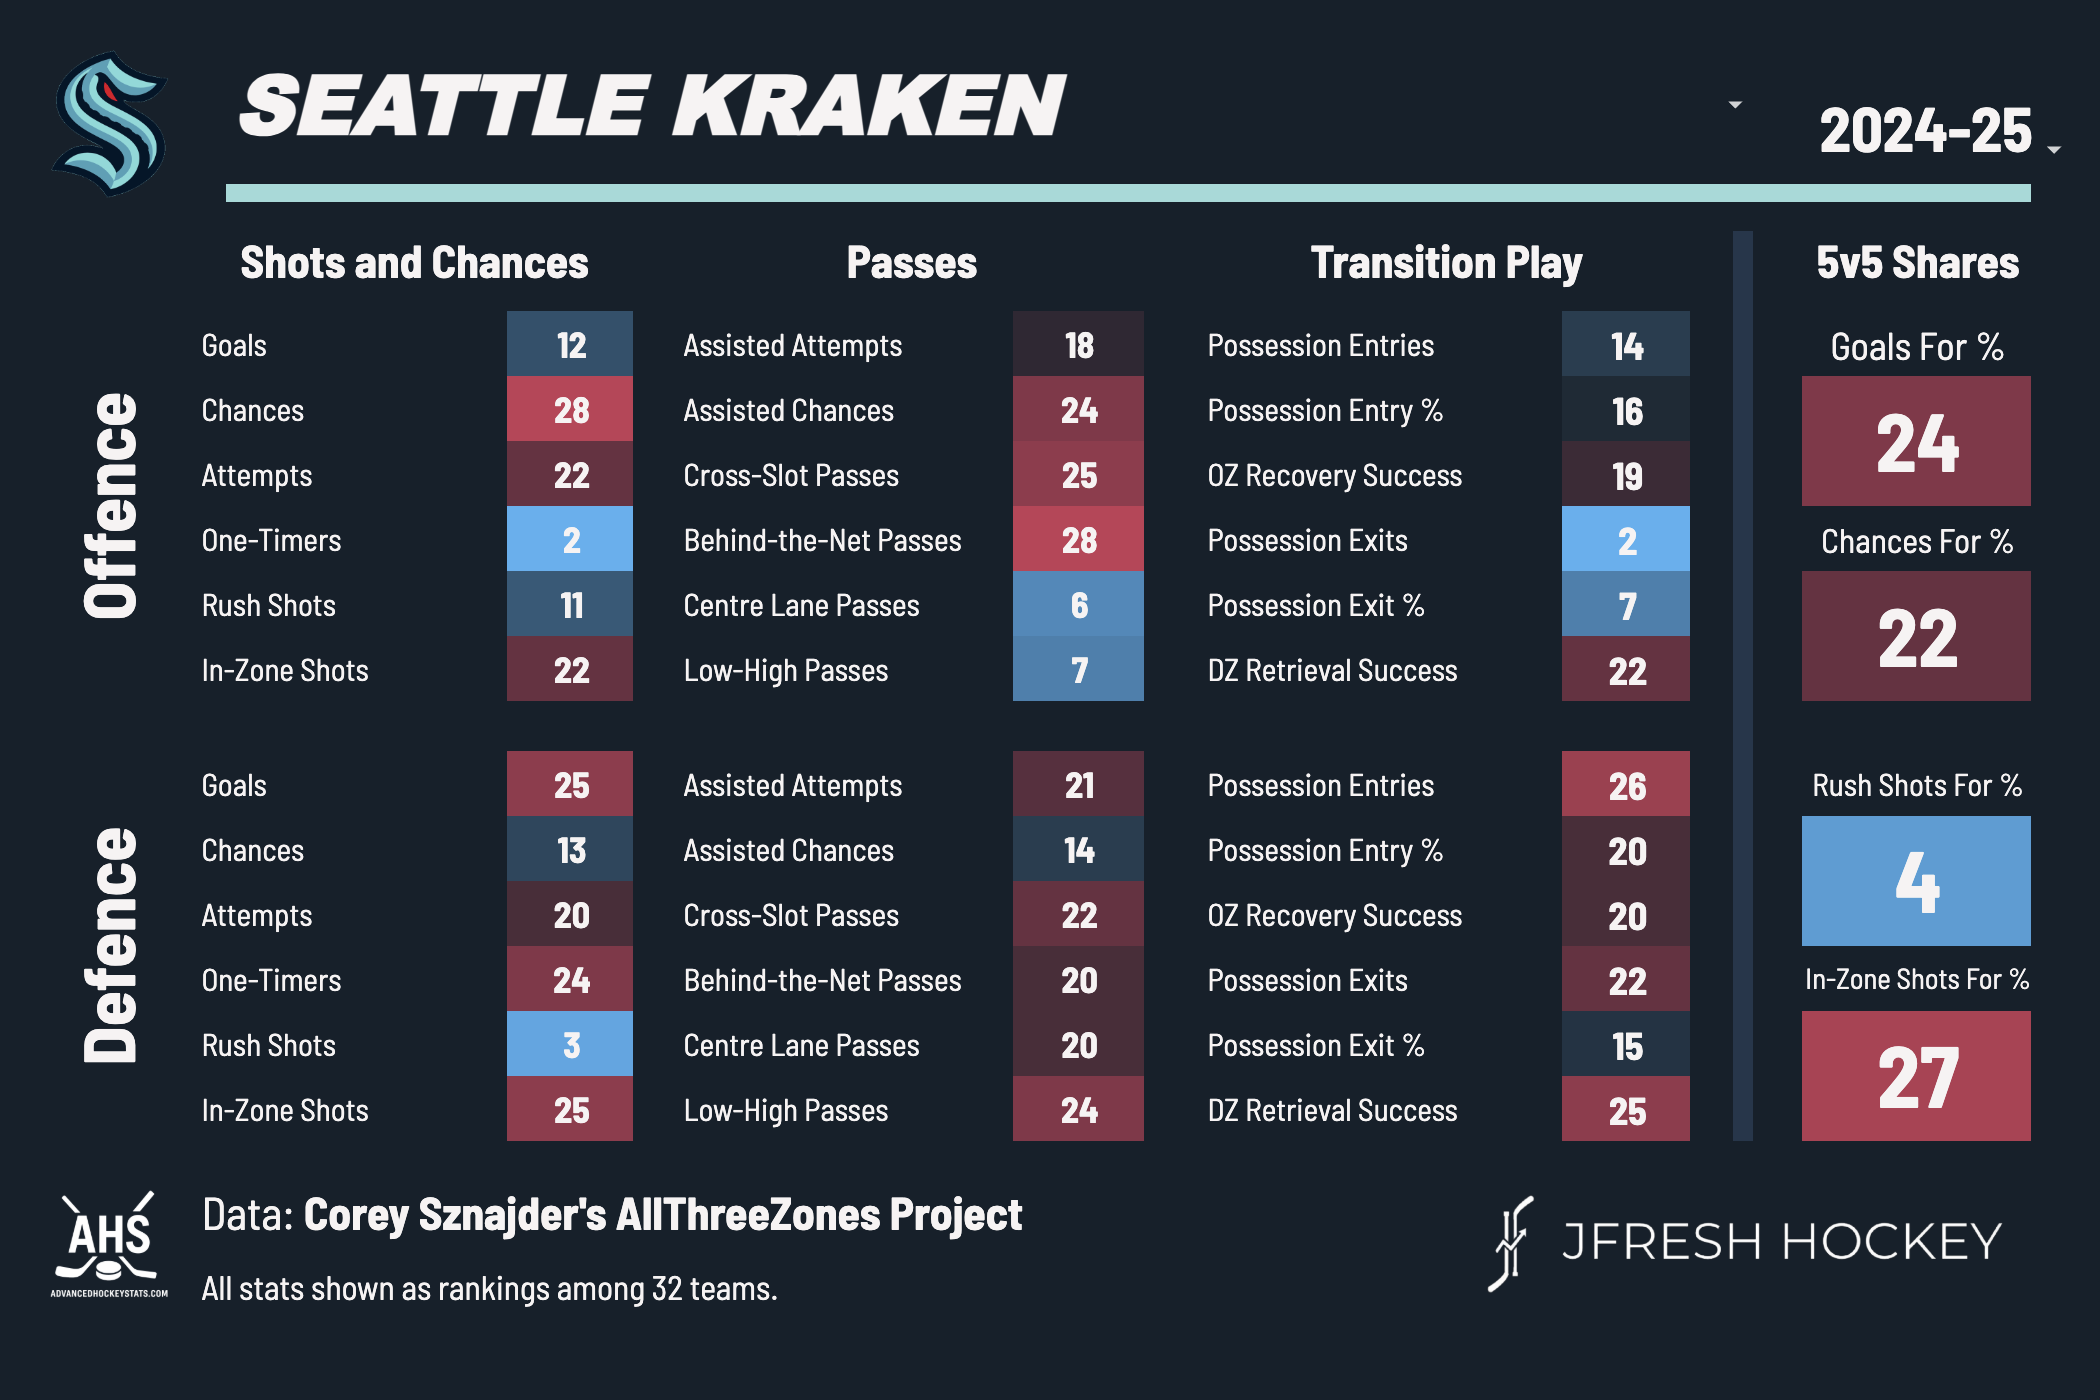 SEATTLE KRAKEN
2024-25
Shots and Chances Passes Transition Play 5v5 Shares
Offence
Goals 12 Assisted Attempts 18 Possession Entries 14 Goals For %
Chances 28 Assisted Chances 24 Possession Entry % 16 24
Attempts 22 Cross-Slot Passes 25 OZ Recovery Success 19
One-Timers 2 Behind-the-Net Passes 28 Possession Exits 2 Chances For %
Rush Shots 11 Centre Lane Passes 6 Possession Exit % 7 22
In-Zone Shots 22 Low-High Passes 7 DZ Retrieval Success 22
Defence
Goals 25 Assisted Attempts 21 Possession Entries 26 Rush Shots For %
Chances 13 Assisted Chances 14 Possession Entry % 20 4
Attempts 20 Cross-Slot Passes 22 OZ Recovery Success 20
One-Timers 24 Behind-the-Net Passes 20 Possession Exits 22 In-Zone Shots For %
Rush Shots 3 Centre Lane Passes 20 Possession Exit % 15 27
In-Zone Shots 25 Low-High Passes 24 DZ Retrieval Success 25
AHS
ADVANCEDHOCKEYSTATS.COM
Data: Corey Sznajder's AllThreeZones Project
All stats shown as rankings among 32 teams.
JFRESH HOCKEY